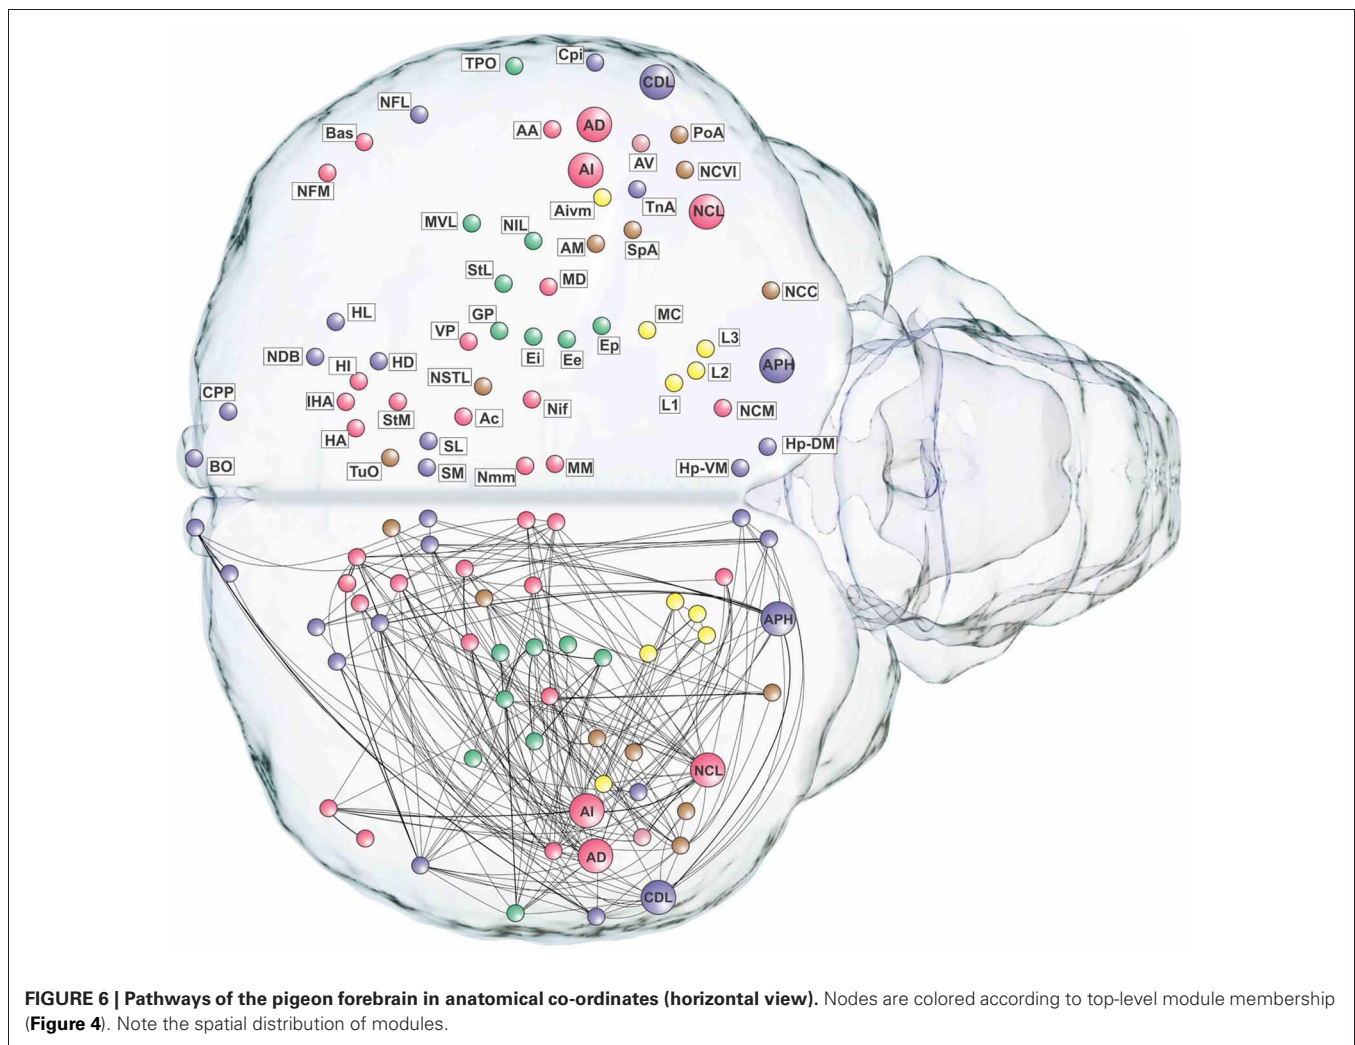 Cpi
TPO
CDL
NFL
AD
AA
PoA
Bas
AV
AI
NCVl
NFM
TnA
Aivm
NCL
MVL
NIL
AM
SpA
StL
MD
NCC
HL
GP
MC
VP
L3
Ep
Ei
Ee
NDB
HI
HD
APH
L2
NSTL
CPP
IHA
L1
Nif
NCM
StM
Ac
HA
SL
Hp-DM
BO
TuO
SM
Nmm
MM
Hp-VM
APH
NCL
AI
AD
CDL
FIGURE 6 | Pathways of the pigeon forebrain in anatomical co-ordinates (horizontal view). Nodes are colored according to top-level module membership
(Figure 4). Note the spatial distribution of modules.